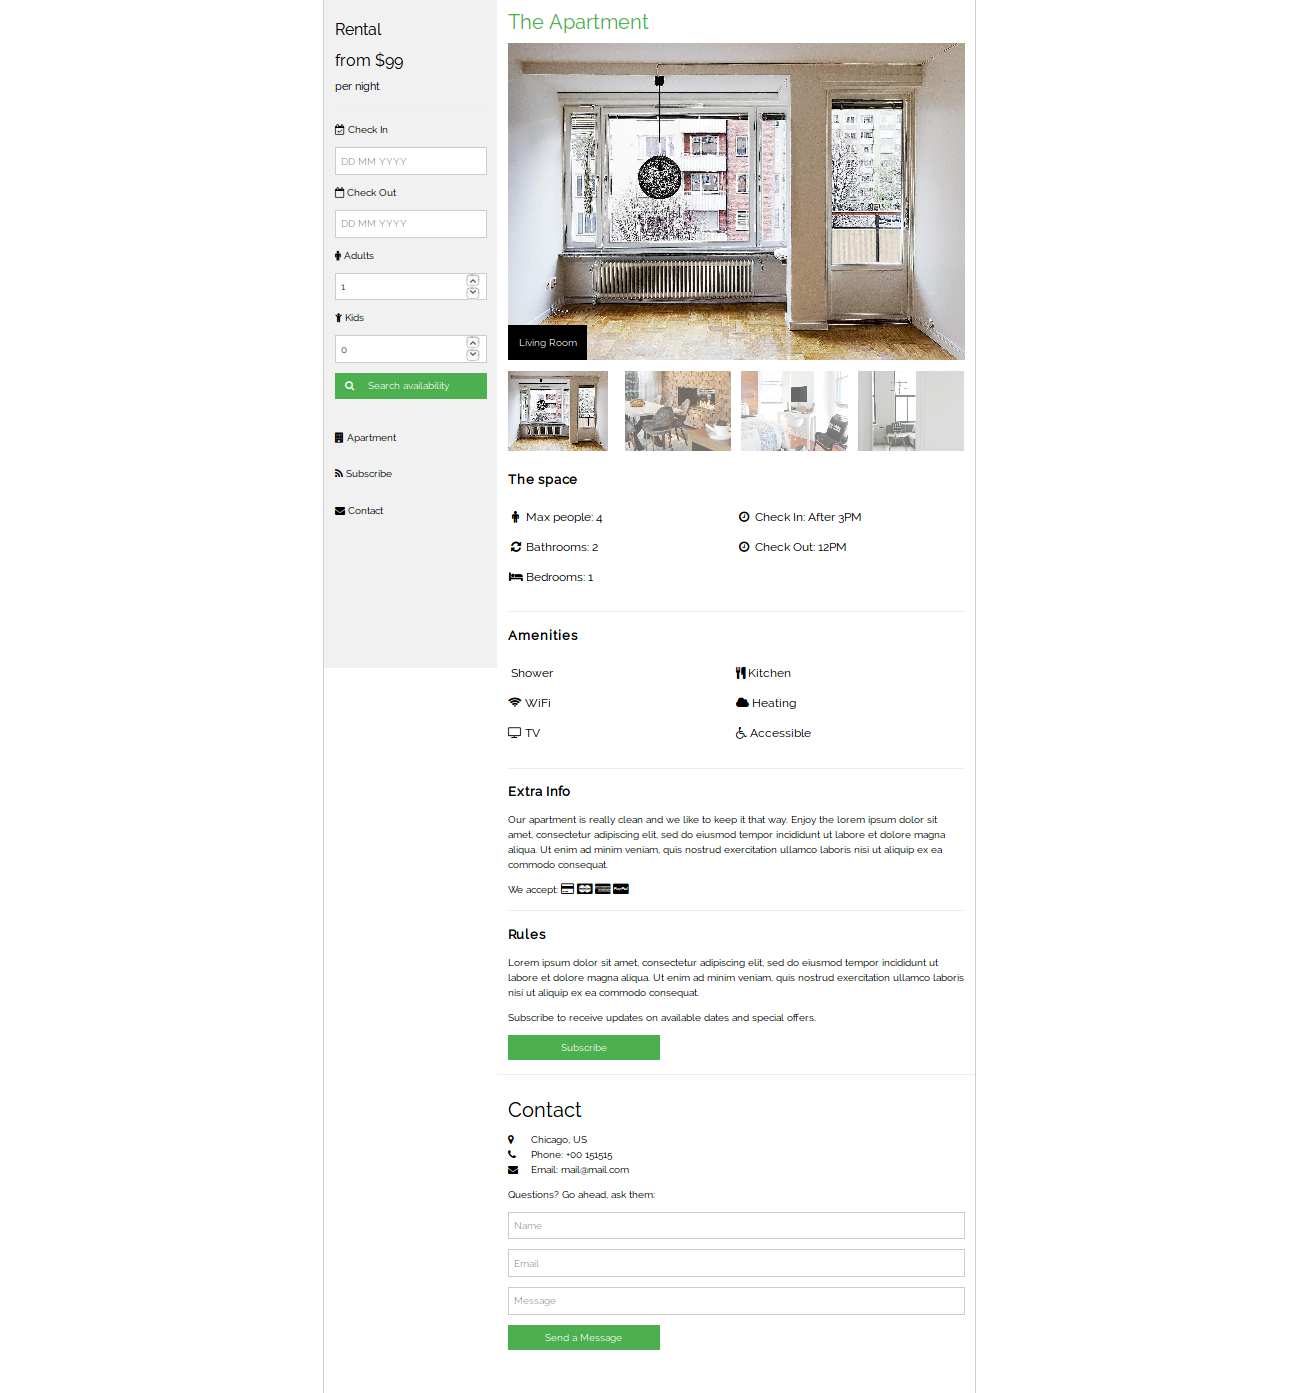 Rental
from $99
per night
Check In
DD MM YYYY
Check Out
DD MM YYYY
Adults
1
Kids
0
Search availability
Apartment
Subscribe
Contact
The Apartment
Living Room
The space
Max people: 4
Check In: After 3PM
Bathrooms: 2
Check Out: 12PM
Bedrooms: 1
Amenities
Shower
Kitchen
WiFi
Heating
TV
Accessible
Extra Info
Our apartment is really clean and we like to keep it that way. Enjoy the lorem ipsum dolor sit
amet, consectetur adipiscing elit, sed do eiusmod tempor incididunt ut labore et dolore magna
aliqua. Ut enim ad minim veniam, quis nostrud exercitation ullamco laboris nisi ut aliquip ex ea
commodo consequat.
We accept: PayPal
Rules
Lorem ipsum dolor sit amet, consectetur adipiscing elit, sed do eiusmod tempor incididunt ut
labore et dolore magna aliqua. Ut enim ad minim veniam, quis nostrud exercitation ullamco laboris
nisi ut aliquip ex ea commodo consequat.
Subscribe to receive updates on available dates and special offers.
Subscribe
Contact
Chicago, US
Phone: +00 151515
Email: mail@mail.com
Questions? Go ahead, ask them:
Name
Email
Message
Send a Message